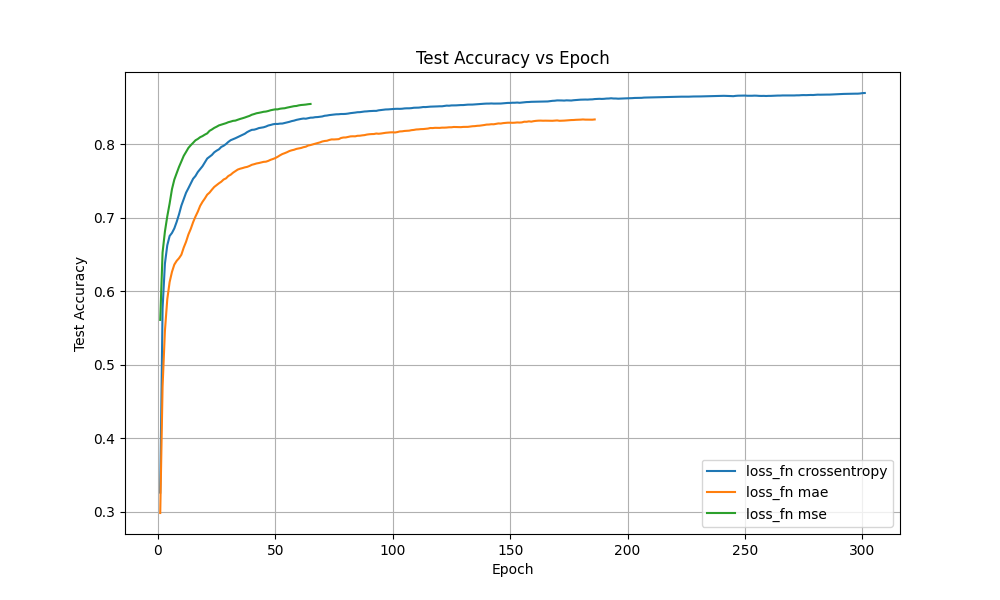 Test Accuracy vs Epoch
Test Accuracy
0.8
0.7
0.6
0.5
0.4
0.3
loss_fn crossentropy
loss_fn mae
loss_fn mse
0 50 100 150 200 250 300
Epoch